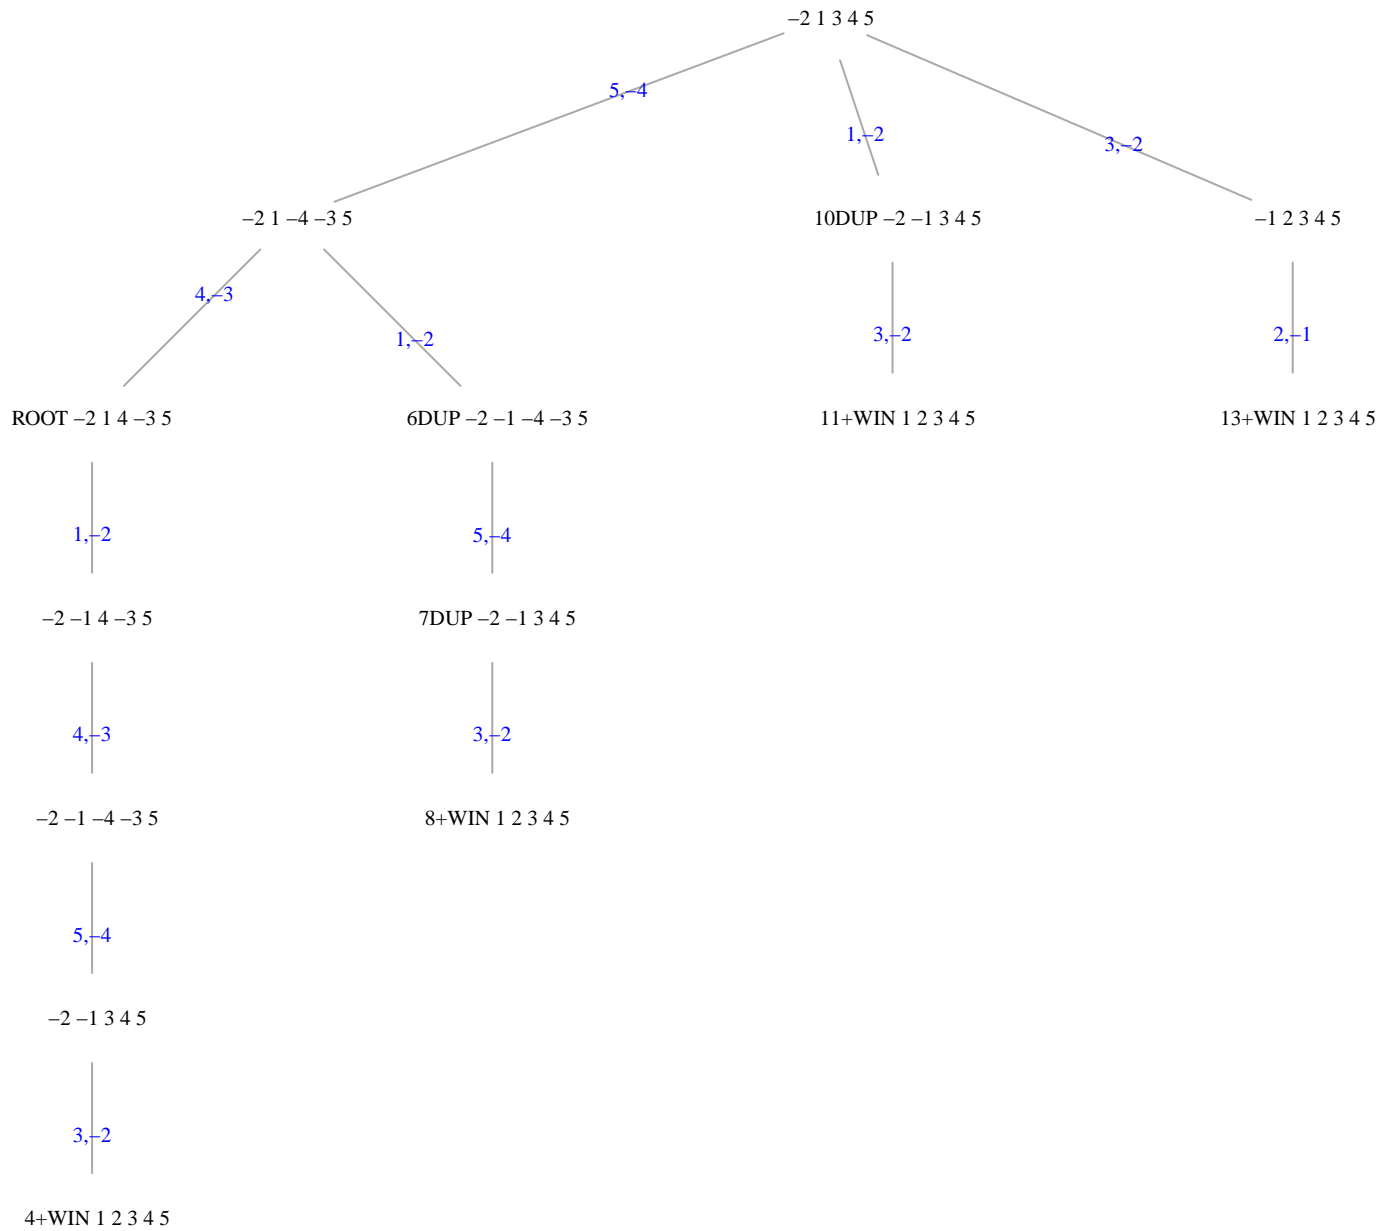 –2 1 3 4 5
5,–4
1,–2
3,–2
–2 1 –4 –3 5
10DUP –2 –1 3 4 5
–1 2 3 4 5
4,–3
1,–2
3,–2
2,–1
ROOT –2 1 4 –3 5
6DUP –2 –1 –4 –3 5
11+WIN 1 2 3 4 5
13+WIN 1 2 3 4 5
1,–2
5,–4
–2 –1 4 –3 5
7DUP –2 –1 3 4 5
4,–3
3,–2
–2 –1 –4 –3 5
8+WIN 1 2 3 4 5
5,–4
–2 –1 3 4 5
3,–2
4+WIN 1 2 3 4 5